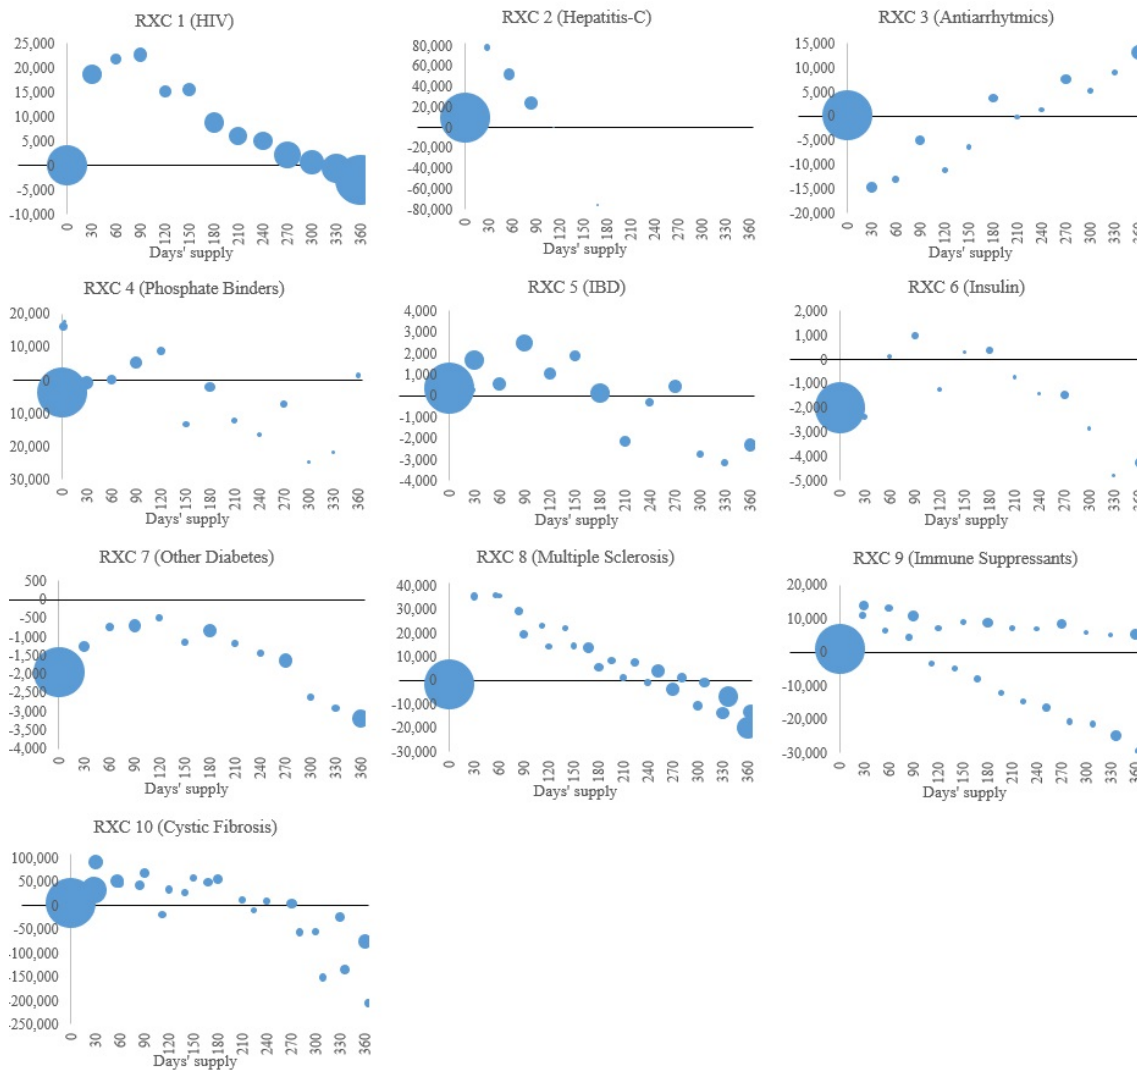 RXC 1 (HIV)
25,000
20,000
15,000
10,000
5,000
0
-5,000
-10,000
0 30 60 90 120 150 180 210 240 270 300 330 360
Days' supply
RXC 2 (Hepatitis-C)
80,000
60,000
40,000
20,000
0
-20,000
-40,000
-60,000
-80,000
0 30 60 90 120 150 180 210 240 270 300 330 360
Days' supply
RXC 3 (Antiarrhytmics)
15,000
10,000
5,000
0
-5,000
-10,000
-15,000
-20,000
0 30 60 90 120 150 180 210 240 270 300 330 360
Days' supply
RXC 4 (Phosphate Binders)
20,000
10,000
0
10,000
20,000
30,000
0 30 60 90 120 150 180 210 240 270 300 330 360
Days' supply
RXC 5 (IBD)
4,000
3,000
2,000
1,000
0
-1,000
-2,000
-3,000
-4,000
0 30 60 90 120 150 180 210 240 270 300 330 360
Days' supply
RXC 6 (Insulin)
2,000
1,000
0
-1,000
-2,000
-3,000
-4,000
-5,000
0 30 60 90 120 150 180 210 240 270 300 330 360
Days' supply
RXC 7 (Other Diabetes)
500
0
-500
-1,000
-1,500
-2,000
-2,500
-3,000
-3,500
-4,000
0 30 60 90 120 150 180 210 240 270 300 330 360
Days' supply
RXC 8 (Multiple Sclerosis)
40,000
30,000
20,000
10,000
0
-10,000
-20,000
-30,000
0 30 60 90 120 150 180 210 240 270 300 330 360
Days' supply
RXC 9 (Immune Suppressants)
20,000
10,000
0
-10,000
-20,000
-30,000
0 30 60 90 120 150 180 210 240 270 300 330 360
Days' supply
RXC 10 (Cystic Fibrosis)
100,000
50,000
0
-50,000
-100,000
-150,000
-200,000
-250,000
0 30 60 90 120 150 180 210 240 270 300 330 360
Days' supply